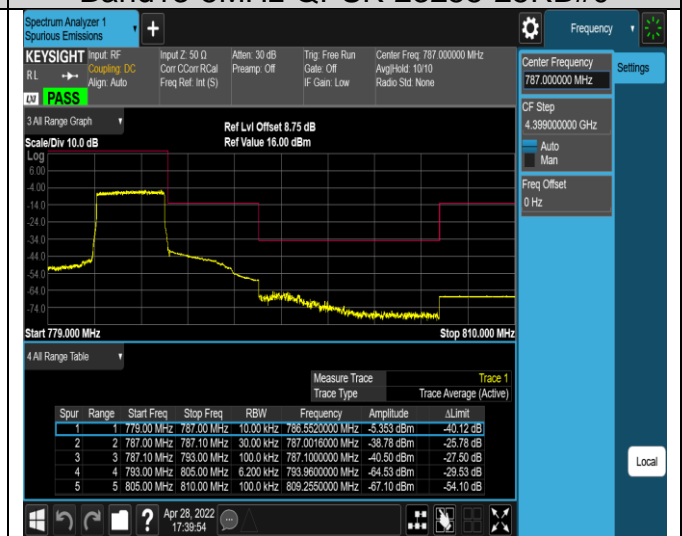 Spectrum Analyzer 1
Spurious Emissions
+
Frequency
KEYSIGHT
RL
LXI
PASS
Input: RF
Coupling: DC
Align: Auto
Input Z: 50 Ω
Corr CCorr RCal
Freq Ref: Int (S)
Atten: 30 dB
Preamp: Off
Trig: Free Run
Gate: Off
IF Gain: Low
Center Freq: 787.000000 MHz
Avg|Hold: 10/10
Radio Std: None
Center Frequency
787.000000 MHz
Settings
CF Step
4.399000000 GHz
Auto
Man
Freq Offset
0 Hz
3 All Range Graph
Scale/Div 10.0 dB
Ref Lvl Offset 8.75 dB
Ref Value 16.00 dBm
Log
6.00
-4.00
-14.0
-24.0
-34.0
-44.0
-54.0
-64.0
-74.0
Start 779.000 MHz
Stop 810.000 MHz
4 All Range Table
Measure Trace Trace 1
Trace Type Trace Average (Active)
Spur Range Start Freq Stop Freq RBW Frequency Amplitude ΔLimit
1 1 779.00 MHz 787.00 MHz 10.00 kHz 786.5520000 MHz -5.353 dBm -40.12 dB
2 2 787.00 MHz 787.10 MHz 30.00 kHz 787.0016000 MHz -38.78 dBm -25.78 dB
3 3 787.10 MHz 793.00 MHz 100.0 kHz 787.1000000 MHz -40.50 dBm -27.50 dB
4 4 793.00 MHz 805.00 MHz 6.200 kHz 793.9600000 MHz -64.53 dBm -29.53 dB
5 5 805.00 MHz 810.00 MHz 100.0 kHz 809.2550000 MHz -67.10 dBm -54.10 dB
Local
?
Apr 28, 2022
17:39:54